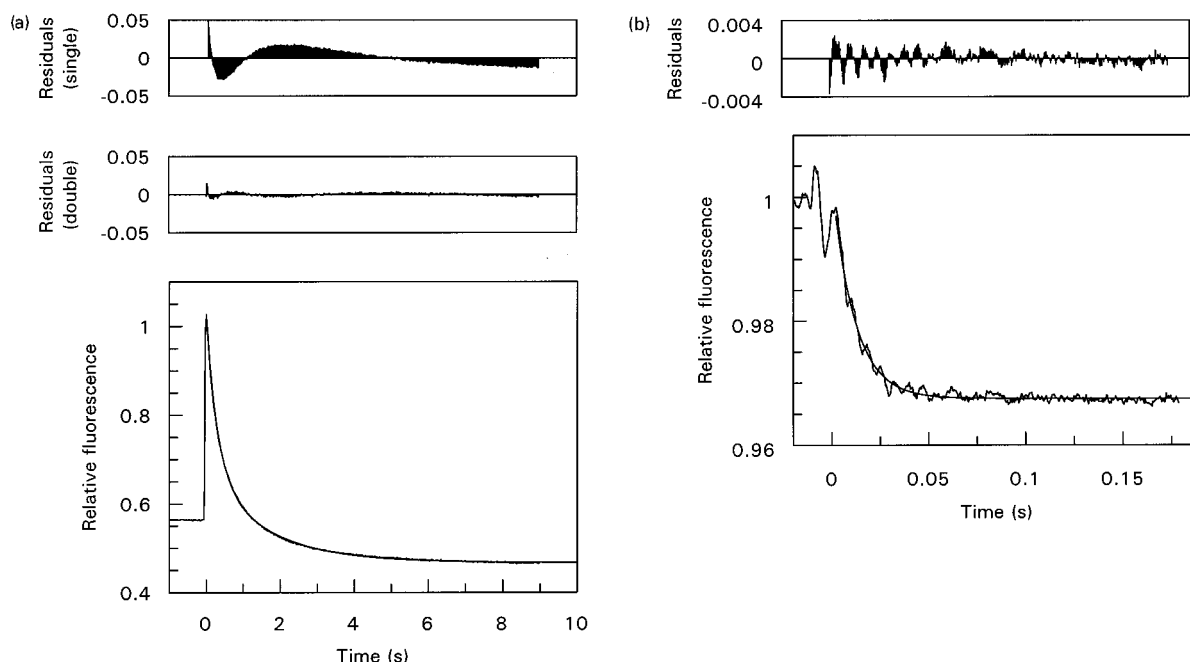 (a)
Residuals
(single)
0.05
0
-0.05
Residuals
(double)
0.05
0
-0.05
Relative fluorescence
1
0.8
0.6
0.4
0 2 4 6 8 10
Time (s)
(b)
Residuals
0.004
0
-0.004
Relative fluorescence
1
0.98
0.96
0 0.05 0.1 0.15
Time (s)